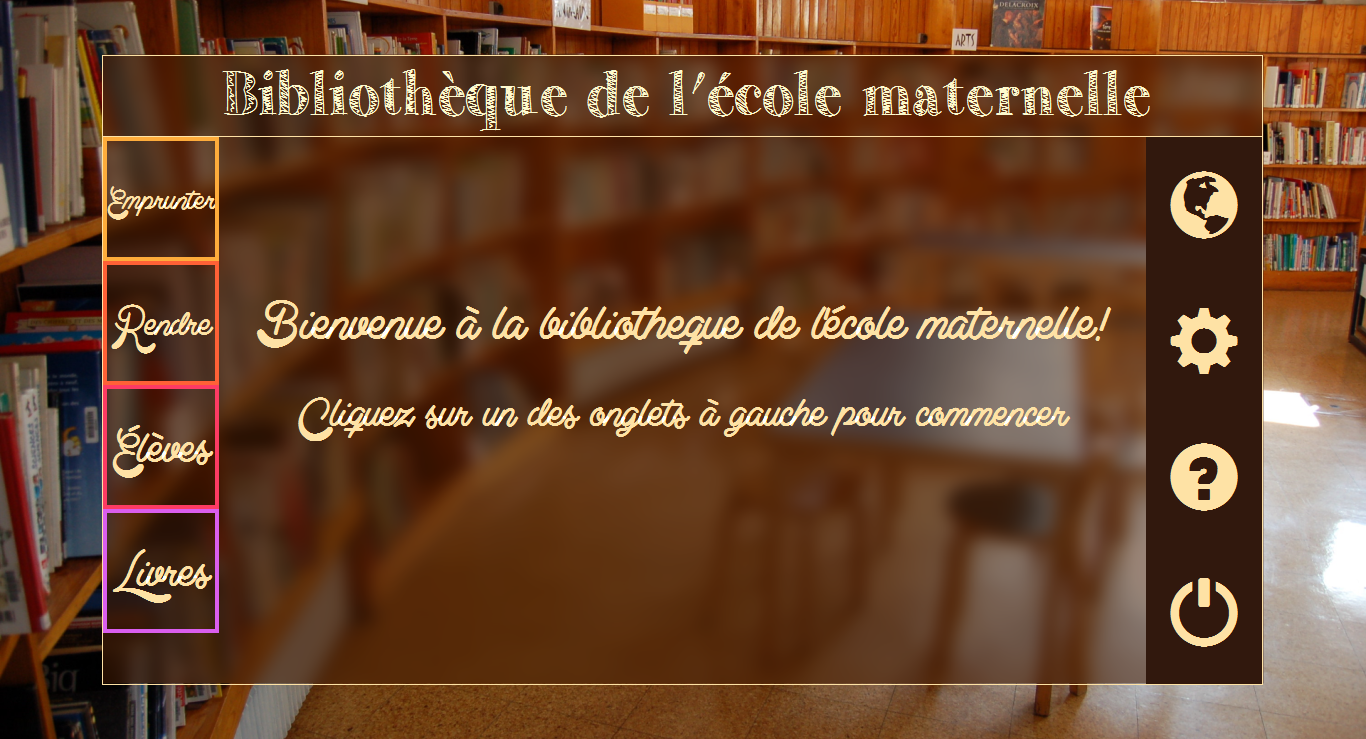 DELACROIX
ARTS
Bibliothèque de l'école maternelle
Emprunter
Rendre
Élèves
Livres
Bienvenue à la bibliotheque de l'école maternelle!
Cliquez sur un des onglets à gauche pour commencer